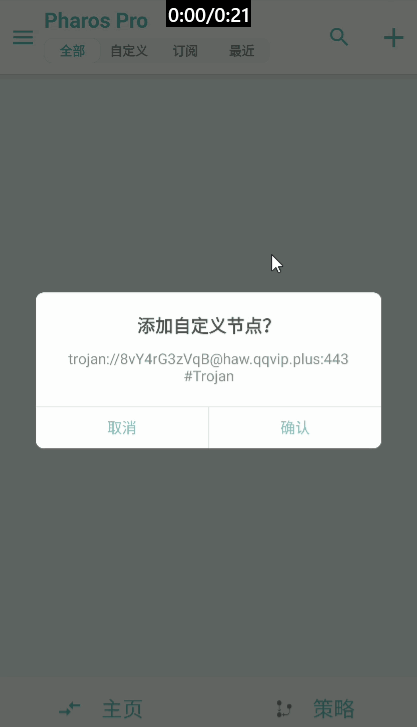 Pharos Pro
0:00/0:21
全部 自定义 订阅 最近
添加自定义节点?
trojan://8vY4rG3zVqB@haw.qqvip.plus:443
#Trojan
取消 确认
主页 策略